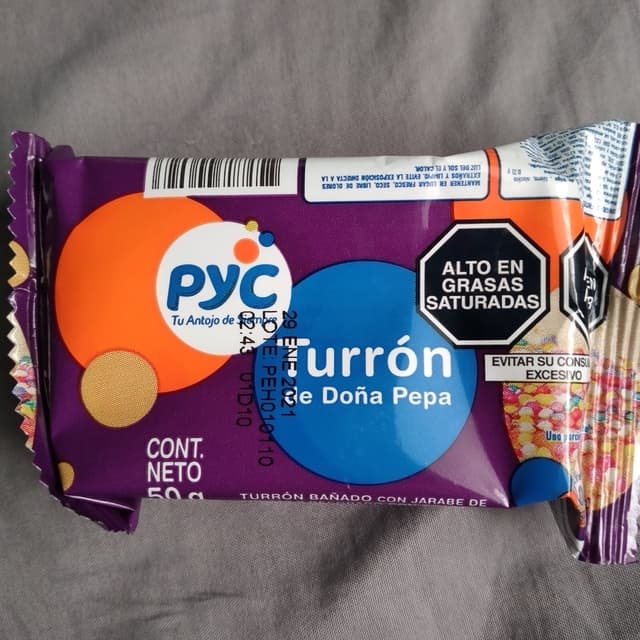 MANTENER EN LUGAR FRESCO, SECO, LIBRE DE OLORES
EXTRAÑOS Y LIMPIO. EVITE LA EXPOSICIÓN DIRECTA A LA
LUZ DEL SOL Y EL CALOR.
PYC
Tu Antojo de Siempre
ALTO EN
GRASAS
SATURADAS
EVITAR SU
EXCESIVO
Turrón
de Doña Pepa
29 ENE 2021
LOTE: PEH010110
02:43 01D10
CONT.
NETO
50 g
TURRÓN BAÑADO CON JARABE DE
Una